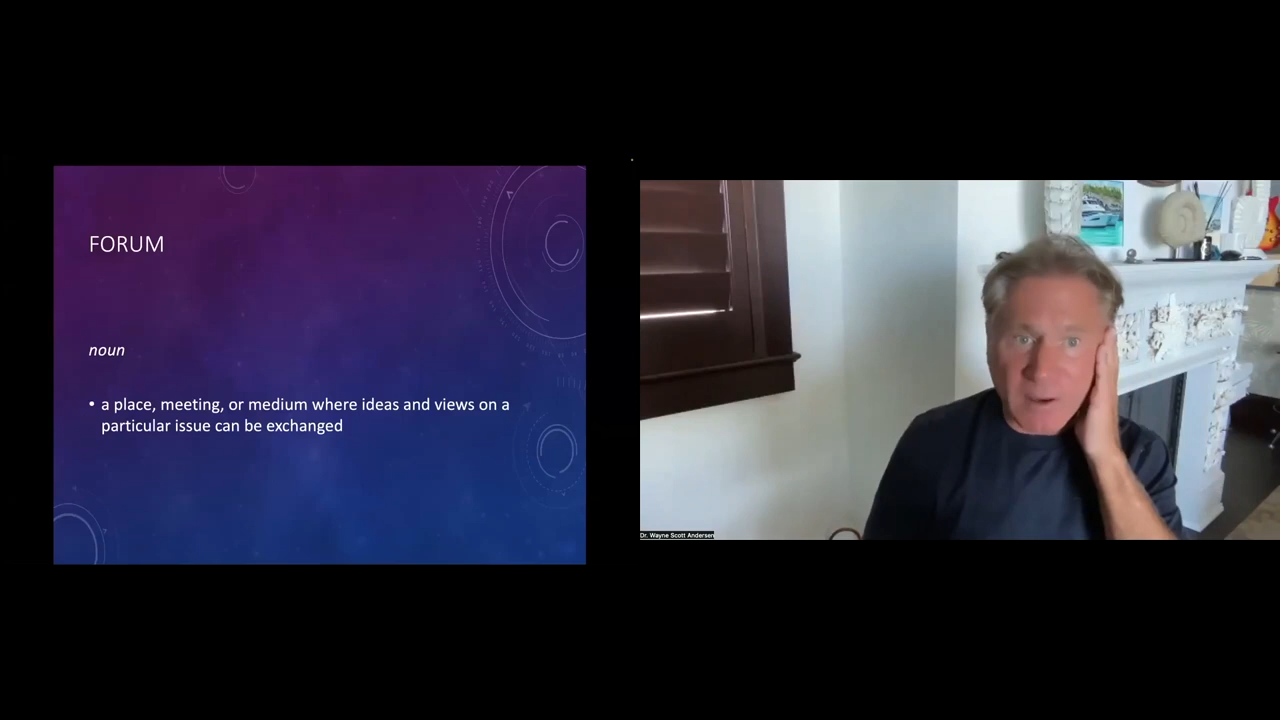 FORUM
noun
• a place, meeting, or medium where ideas and views on a
particular issue can be exchanged
Dr. Wayne Scott Andersen